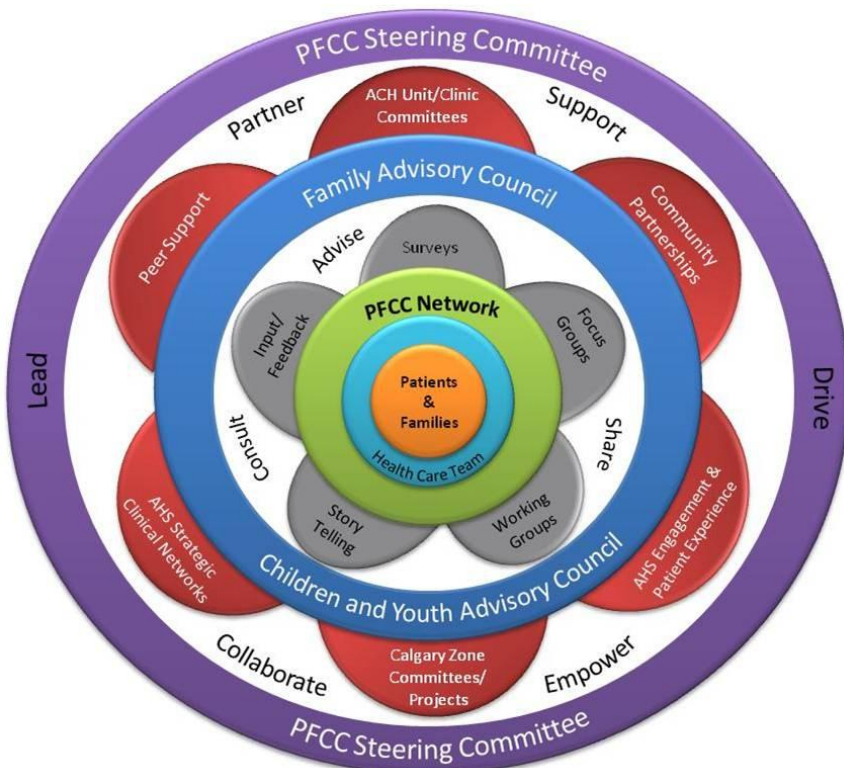 PFCC Steering Committee
Partner
Support
ACH Unit/Clinic
Committees
Peer Support
Community
Partnerships
Family Advisory Council
Advise
Surveys
Input/
Feedback
Focus
Groups
PFCC Network
Patients
&
Families
Health Care Team
Lead
Drive
Consult
Share
Story
Telling
Working
Groups
AHS Strategic
Clinical Networks
AHS Engagement &
Patient Experience
Children and Youth Advisory Council
Calgary Zone
Committees/
Projects
Collaborate
Empower
PFCC Steering Committee